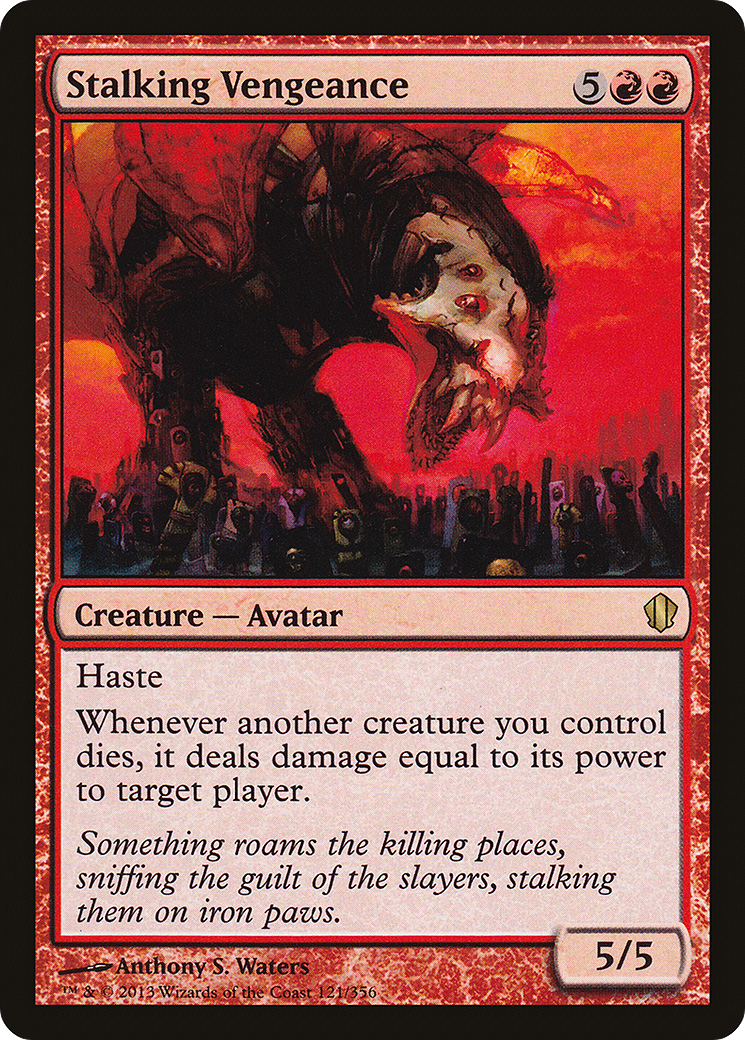 Stalking Vengeance 5
Creature — Avatar
Haste
Whenever another creature you control
dies, it deals damage equal to its power
to target player.
Something roams the killing places,
sniffing the guilt of the slayers, stalking
them on iron paws.
5/5
Anthony S. Waters
™ & © 2013 Wizards of the Coast 121/356